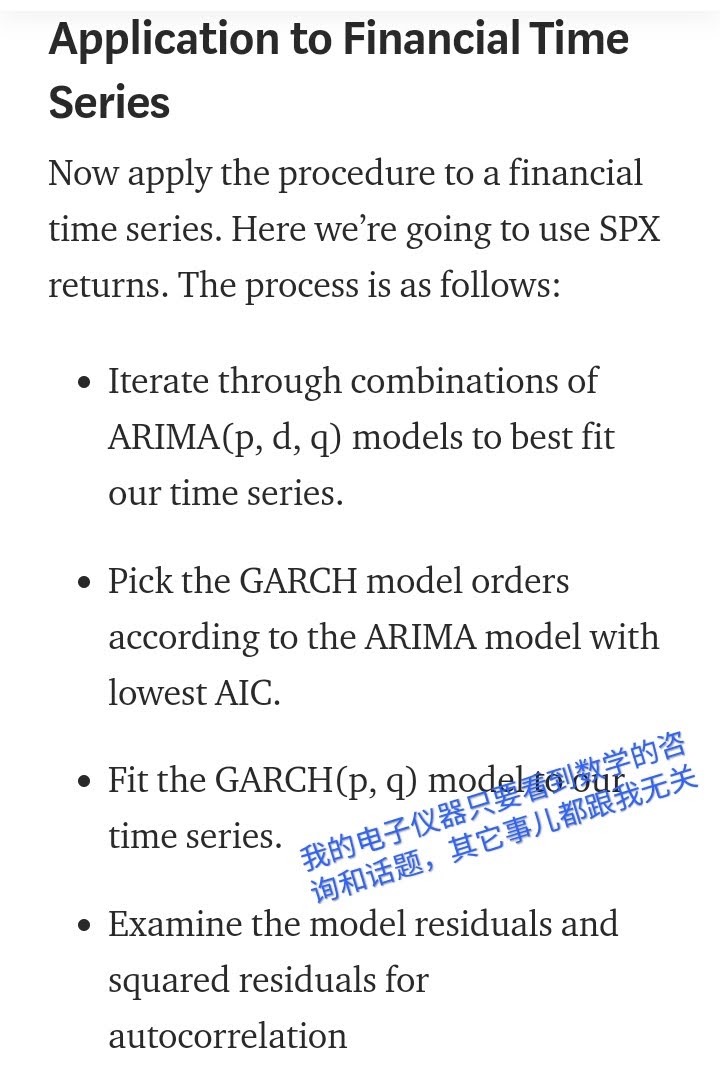 Application to Financial Time
Series
Now apply the procedure to a financial
time series. Here we’re going to use SPX
returns. The process is as follows:
• Iterate through combinations of
ARIMA(p, d, q) models to best fit
our time series.
• Pick the GARCH model orders
according to the ARIMA model with
lowest AIC.
• Fit the GARCH(p, q) model to our
time series.
我的电子仪器只要看到数学的咨
询和话题，其它事儿都跟我无关
• Examine the model residuals and
squared residuals for
autocorrelation